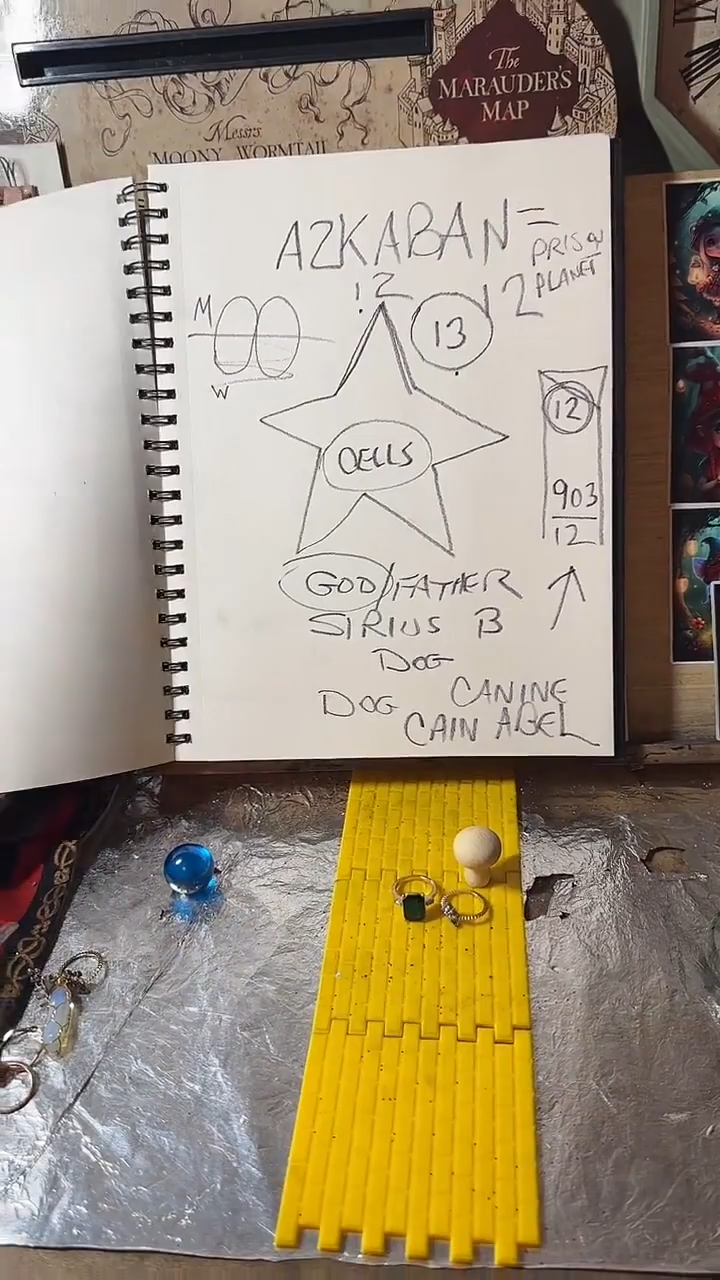 The
MARAUDER'S
MAP
Messrs
MOONY WORMTAIL
AZKABAN =
PRISON
PLANET
12
12
M
13
W
12
CELLS
903
12
GOD/FATHER
SIRIUS B
DOG
DOG CANINE
CAIN ABEL